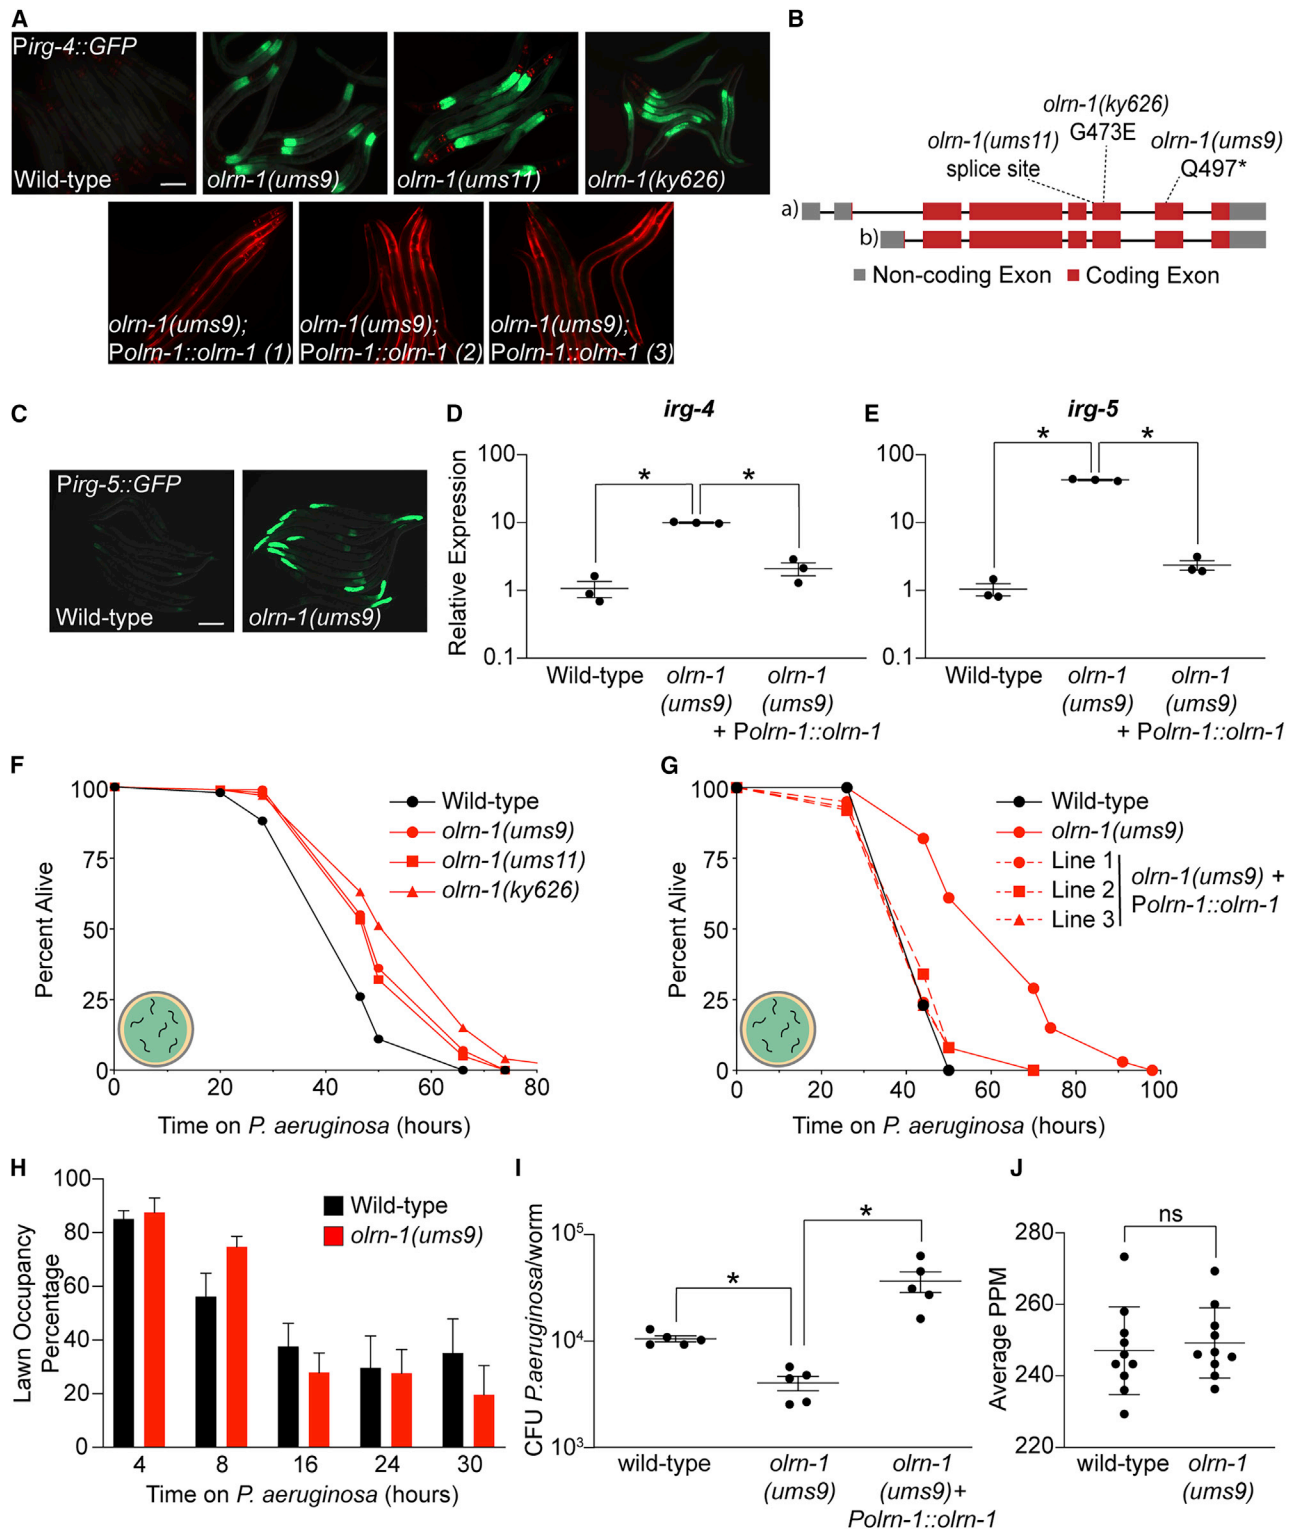 A
Pirg-4::GFP
Wild-type
olrn-1(ums9)
olrn-1(ums11)
olrn-1(ky626)
olrn-1(ums9);
Polrn-1::olrn-1 (1)
olrn-1(ums9);
Polrn-1::olrn-1 (2)
olrn-1(ums9);
Polrn-1::olrn-1 (3)
B
olrn-1(ky626)
G473E
olrn-1(ums11)
splice site
olrn-1(ums9)
Q497*
a)
b)
Non-coding Exon
Coding Exon
C
Pirg-5::GFP
Wild-type
olrn-1(ums9)
D
irg-4
Relative Expression
100
10
1
0.1
*
*
Wild-type
olrn-1
(ums9)
olrn-1
(ums9)
+ Polrn-1::olrn-1
E
irg-5
100
10
1
0.1
*
*
Wild-type
olrn-1
(ums9)
olrn-1
(ums9)
+ Polrn-1::olrn-1
F
Percent Alive
100
75
50
25
0
0
20
40
60
80
Time on P. aeruginosa (hours)
Wild-type
olrn-1(ums9)
olrn-1(ums11)
olrn-1(ky626)
G
Percent Alive
100
75
50
25
0
0
20
40
60
80
100
Time on P. aeruginosa (hours)
Wild-type
olrn-1(ums9)
Line 1
Line 2
Line 3
olrn-1(ums9) +
Polrn-1::olrn-1
H
Lawn Occupancy
Percentage
100
80
60
40
20
0
4
8
16
24
30
Time on P. aeruginosa (hours)
Wild-type
olrn-1(ums9)
I
CFU P.aeruginosa/worm
10⁵
10⁴
10³
*
*
wild-type
olrn-1
(ums9)
olrn-1
(ums9)+
Polrn-1::olrn-1
J
Average PPM
280
260
240
220
ns
wild-type
olrn-1
(ums9)